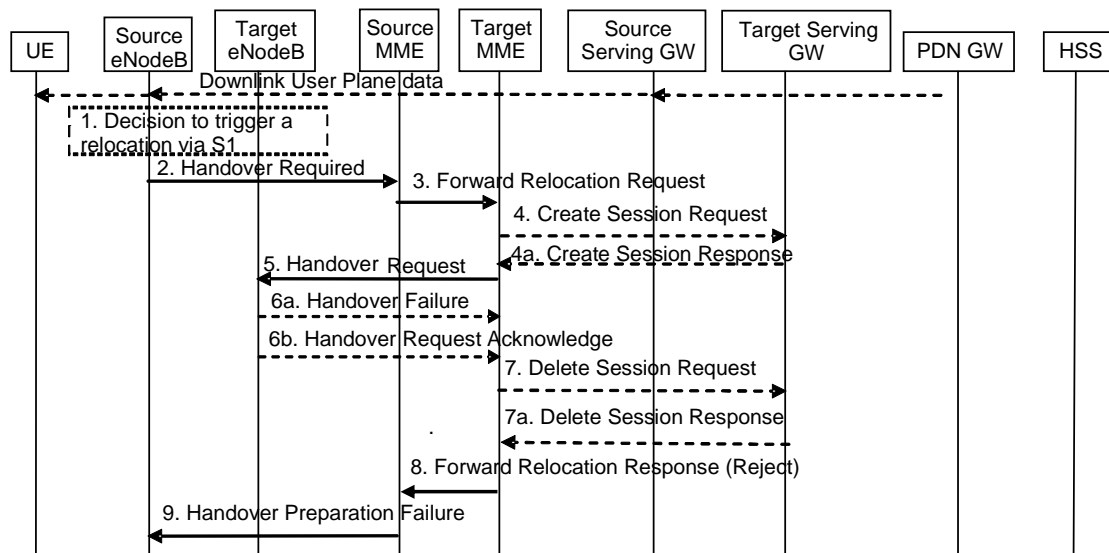 UE
Source
eNodeB
Target
eNodeB
Source
MME
Target
MME
Source
Serving GW
Target Serving
GW
PDN GW
HSS
Downlink User Plane data
1. Decision to trigger a
relocation via S1
2. Handover Required
3. Forward Relocation Request
4. Create Session Request
4a. Create Session Response
5. Handover Request
6a. Handover Failure
6b. Handover Request Acknowledge
7. Delete Session Request
7a. Delete Session Response
.
8. Forward Relocation Response (Reject)
9. Handover Preparation Failure